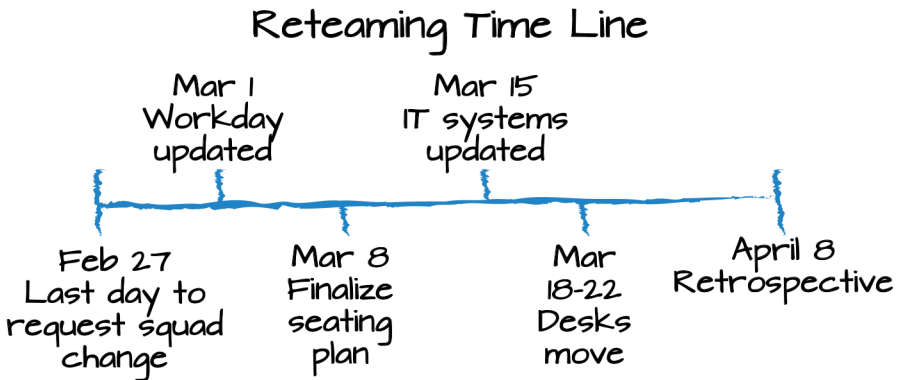 Reteaming Time Line
Mar 1
Workday
updated
Mar 15
IT systems
updated
Feb 27
Last day to
request squad
change
Mar 8
Finalize
seating
plan
Mar
18-22
Desks
move
April 8
Retrospective